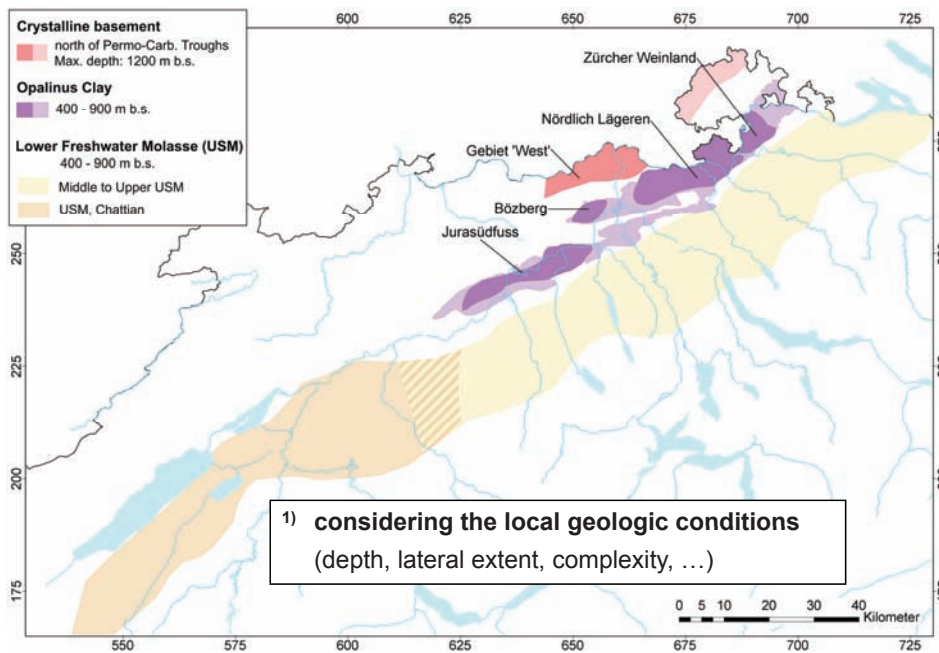 600 625 650 675 700 730
Crystalline basement
north of Permo-Carb. Troughs
Max. depth: 1200 m b.s.
Opalinus Clay
400 - 900 m b.s.
Lower Freshwater Molasse (USM)
400 - 900 m b.s.
Middle to Upper USM
USM, Chattian
Zürcher Weinland
Nördlich Lägeren
Gebiet 'West'
Bözberg
Jurasüdfuss
250
225
200
175
1) considering the local geologic conditions
(depth, lateral extent, complexity, …)
0 5 10 20 30 40
Kilometer
550 575 600 625 650 675 700 725